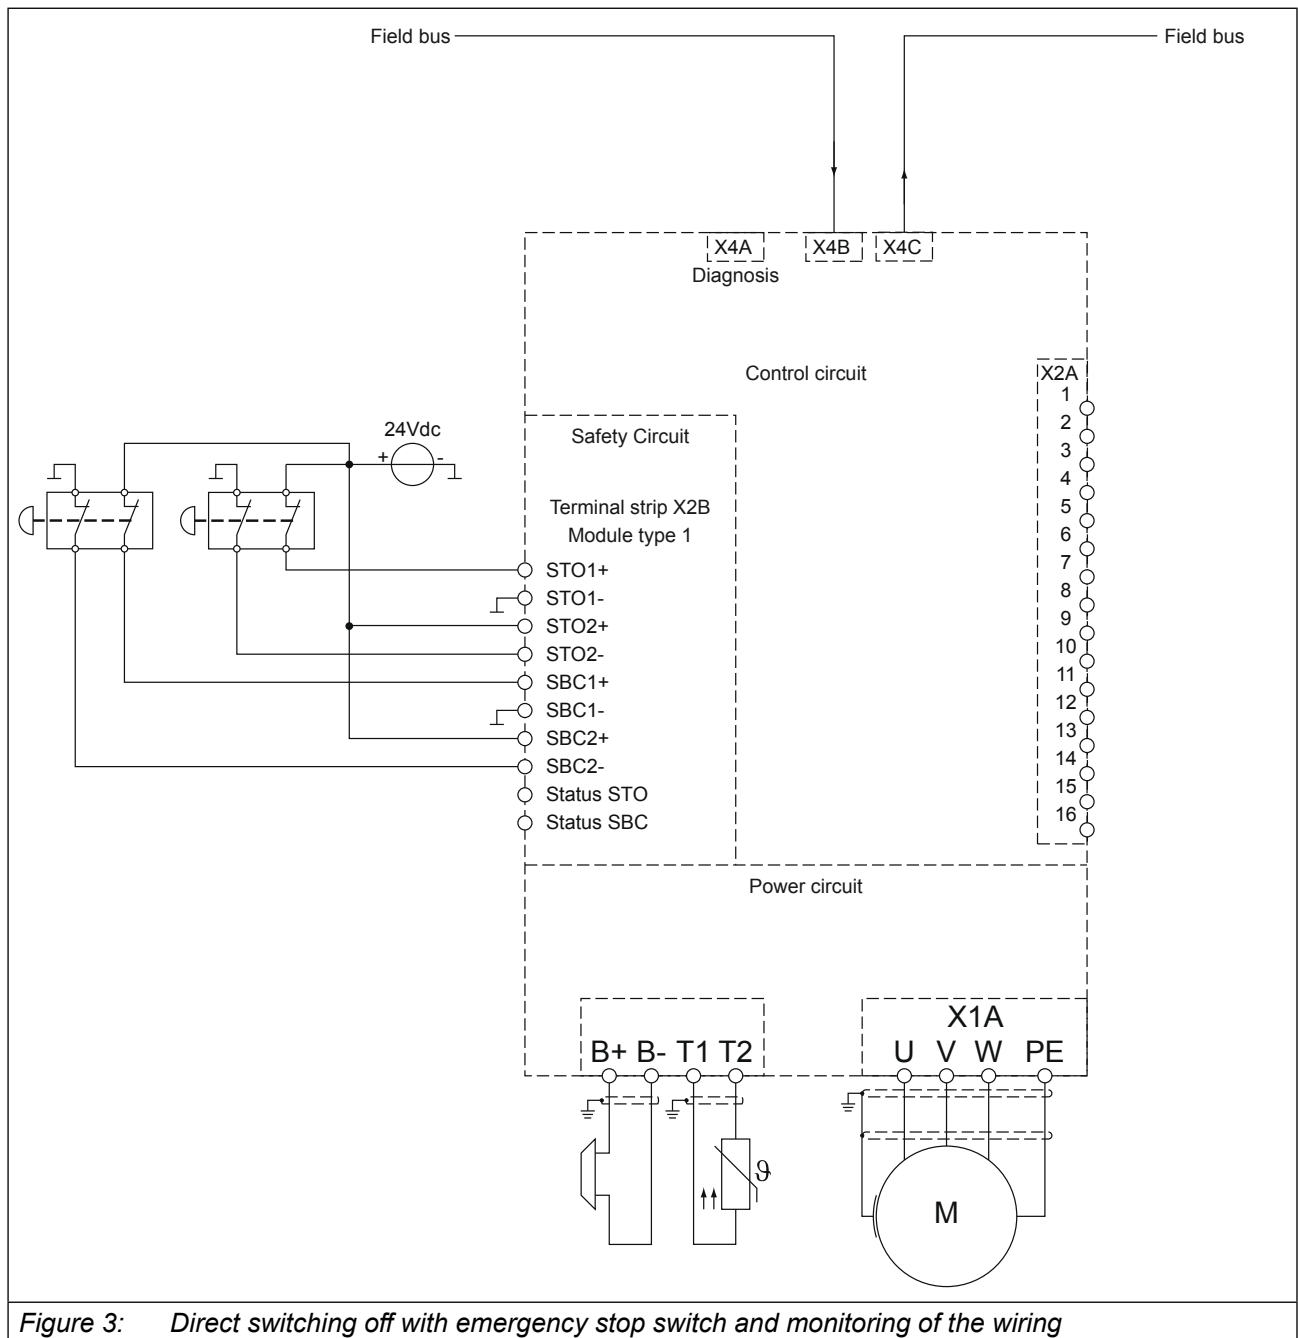 Field bus
Field bus
X4A
X4B
X4C
Diagnosis
Control circuit
X2A
1
2
3
4
5
6
7
8
9
10
11
12
13
14
15
16
24Vdc
+
-
Safety Circuit
Terminal strip X2B
Module type 1
STO1+
STO1-
STO2+
STO2-
SBC1+
SBC1-
SBC2+
SBC2-
Status STO
Status SBC
Power circuit
B+ B- T1 T2
X1A
U V W PE
ϑ
M
Figure 3: Direct switching off with emergency stop switch and monitoring of the wiring